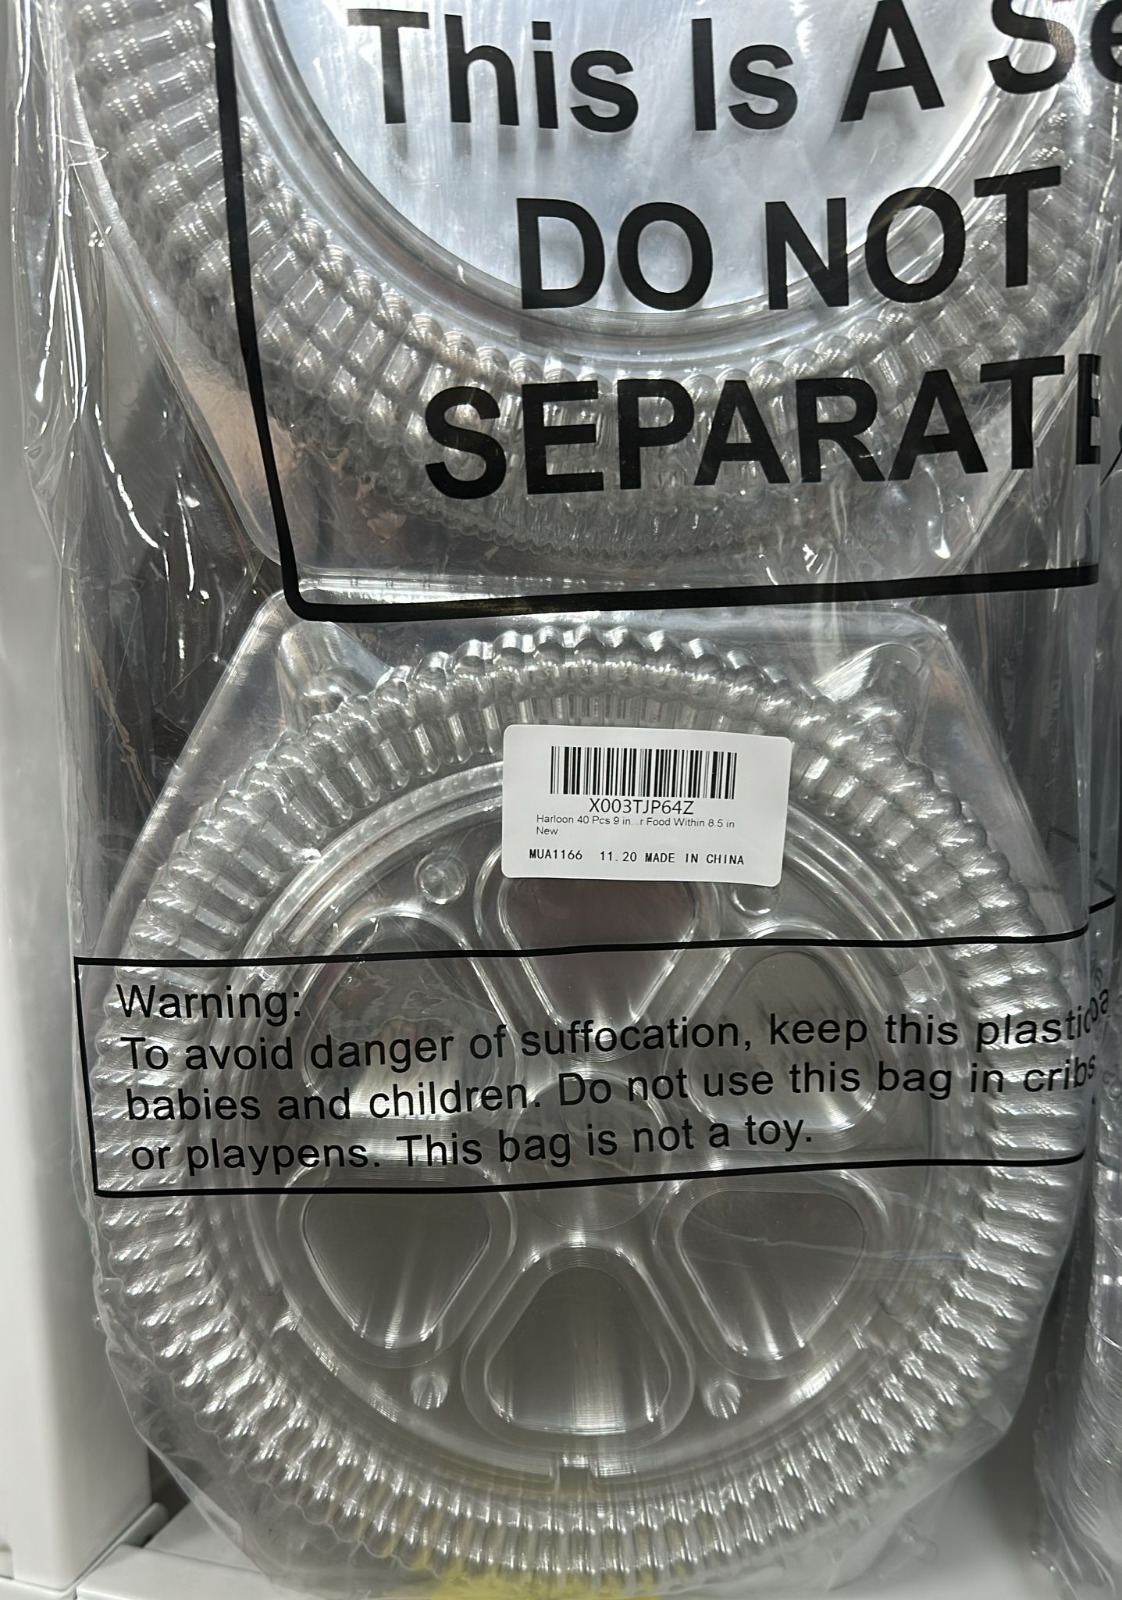 This Is A Se
DO NOT
SEPARATE
X003TJP64Z
Harloon 40 Pcs 9 in...r Food Within 8.5 in
New
MUA1166 11.20 MADE IN CHINA
Warning:
To avoid danger of suffocation, keep this plastic
babies and children. Do not use this bag in cribs
or playpens. This bag is not a toy.